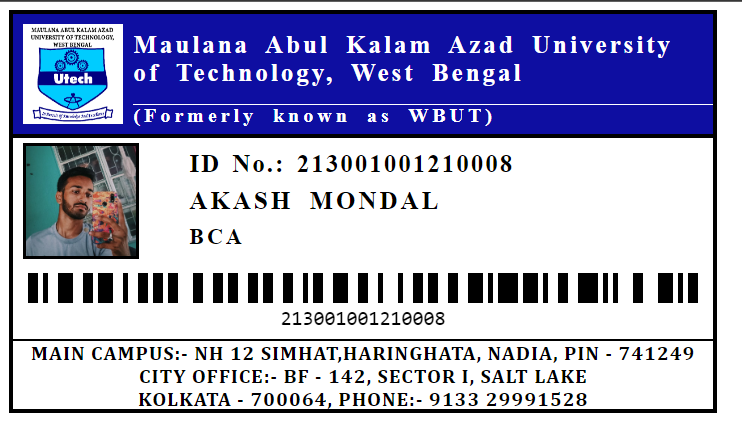 MAULANA ABUL KALAM AZAD
UNIVERSITY OF TECHNOLOGY,
WEST BENGAL
Utech
Maulana Abul Kalam Azad University
of Technology, West Bengal
(Formerly known as WBUT)
ID No.: 213001001210008
AKASH MONDAL
BCA
213001001210008
MAIN CAMPUS:- NH 12 SIMHAT,HARINGHATA, NADIA, PIN - 741249
CITY OFFICE:- BF - 142, SECTOR I, SALT LAKE
KOLKATA - 700064, PHONE:- 9133 29991528